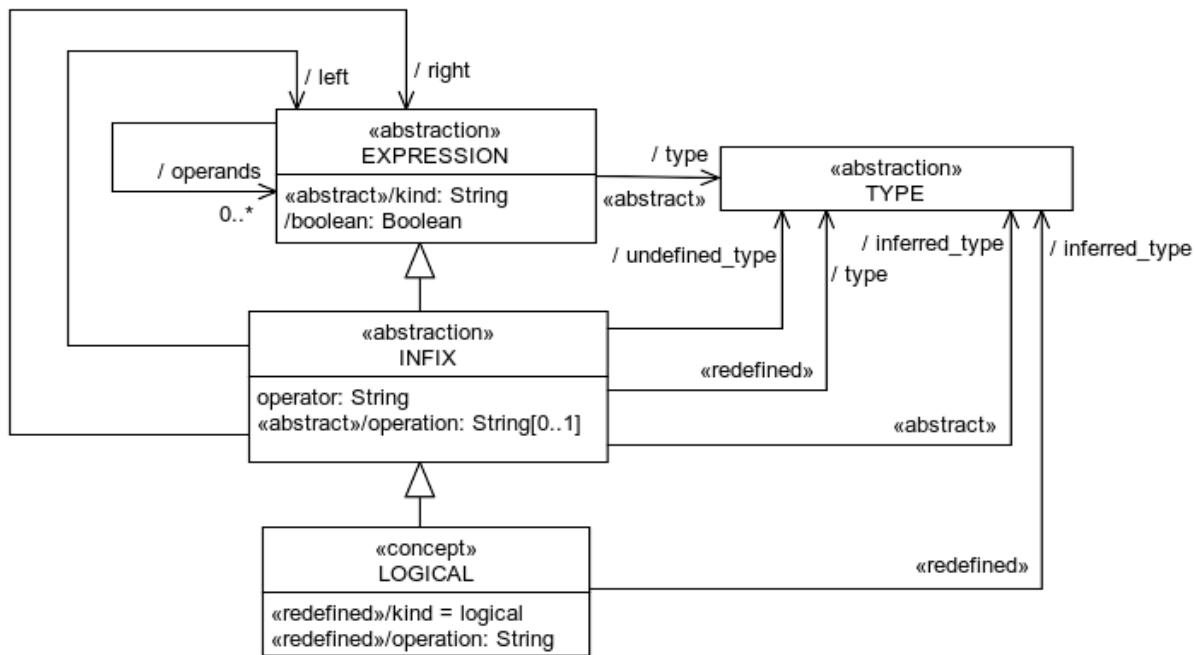 / left
/ right
«abstraction»
EXPRESSION
/ operands
0..*
«abstract»/kind: String
/boolean: Boolean
/ type
«abstract»
«abstraction»
TYPE
/ undefined_type
/ type
/ inferred_type
/ inferred_type
«abstraction»
INFIX
operator: String
«abstract»/operation: String[0..1]
«redefined»
«abstract»
«concept»
LOGICAL
«redefined»/kind = logical
«redefined»/operation: String
«redefined»